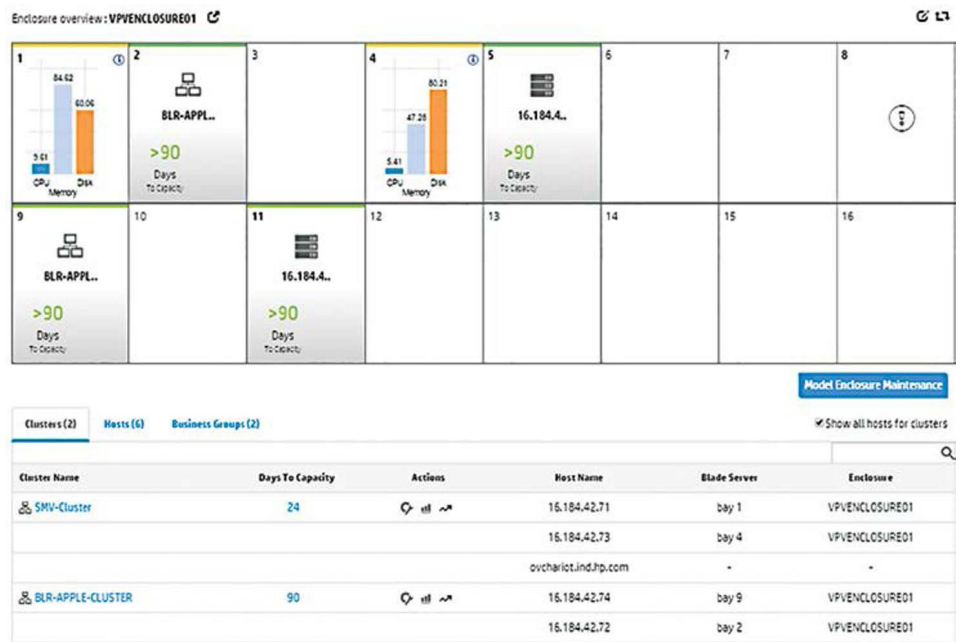 Enclosure overview: VPVENCLOSURE01
1 2 3 4 5 6 7 8
84.62
60.06
9.61
CPU Disk
Memory
BLR-APPL..
>90
Days
To Capacity
80.21
47.28
5.41
CPU Disk
Memory
16.184.4..
>90
Days
To Capacity
9 10 11 12 13 14 15 16
BLR-APPL..
>90
Days
To Capacity
16.184.4..
>90
Days
To Capacity
Model Enclosure Maintenance
Clusters (2) Hosts (6) Business Groups (2) Show all hosts for clusters
Cluster Name Days To Capacity Actions Host Name Blade Server Enclosure
SMV-Cluster 24 16.184.42.71 bay 1 VPVENCLOSURE01
16.184.42.73 bay 4 VPVENCLOSURE01
ovchariot.ind.hp.com - -
BLR-APPLE-CLUSTER 90 16.184.42.74 bay 9 VPVENCLOSURE01
16.184.42.72 bay 2 VPVENCLOSURE01